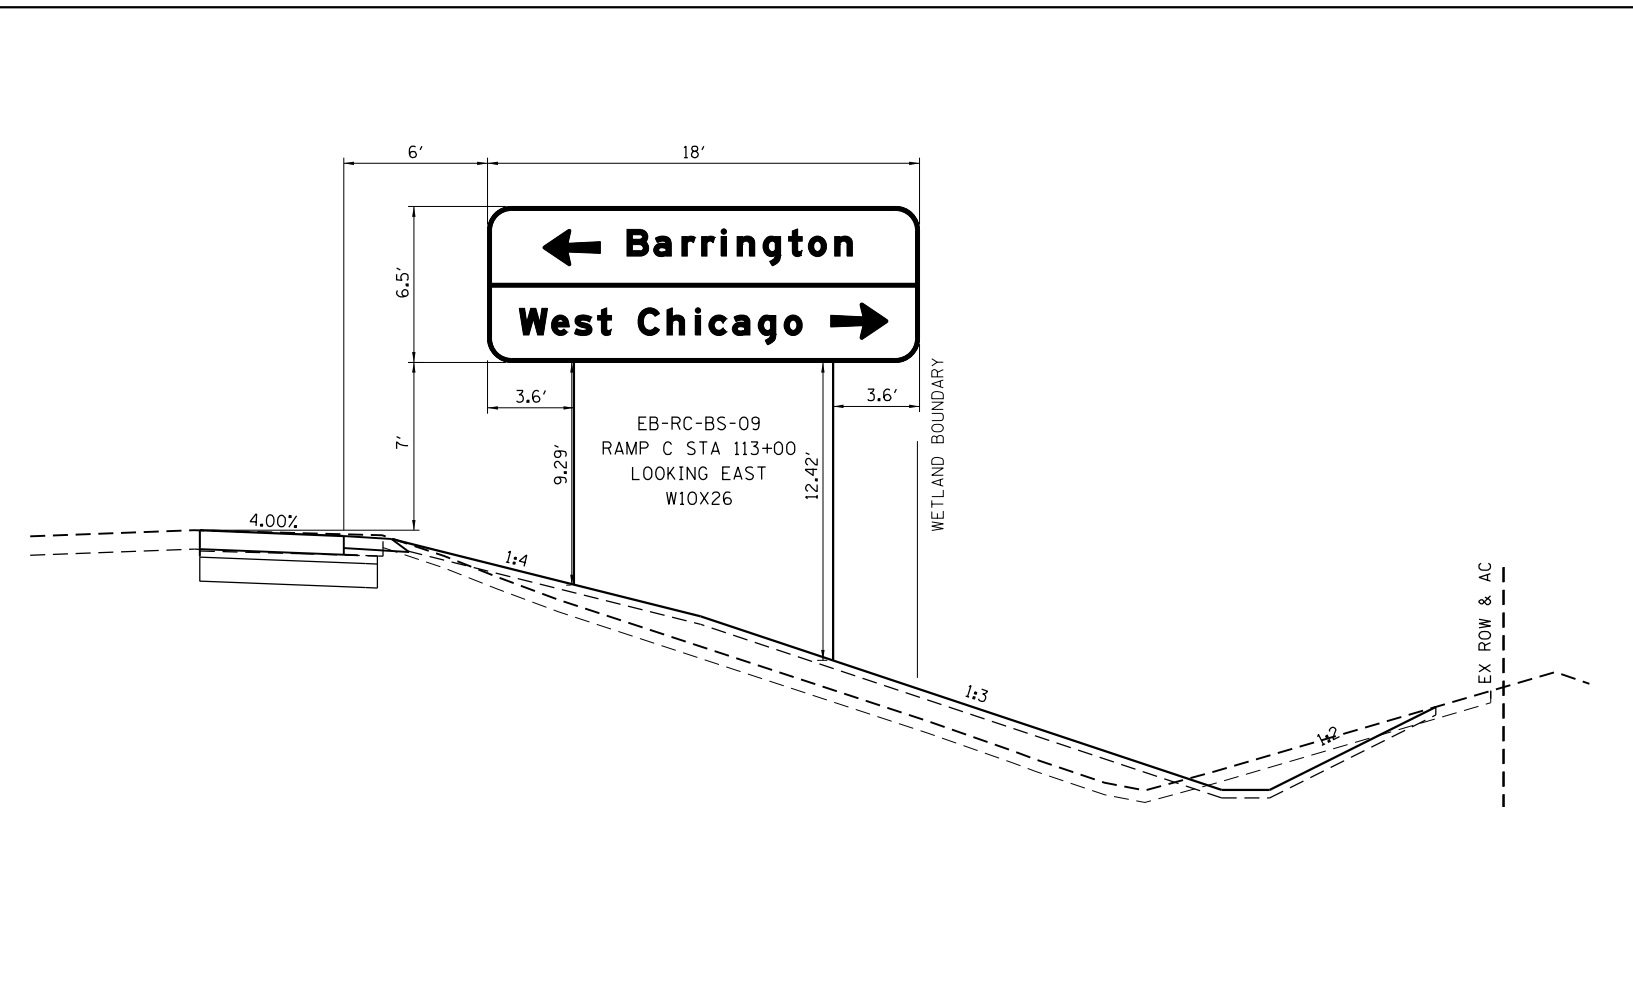 6'
18'
Barrington
6.5'
West Chicago
3.6'
3.6'
WETLAND BOUNDARY
EB-RC-BS-09
7'
RAMP C STA 113+00
9.29'
12.42'
LOOKING EAST
W10X26
4.00%
1:4
EX ROW & AC
1:3
1:2